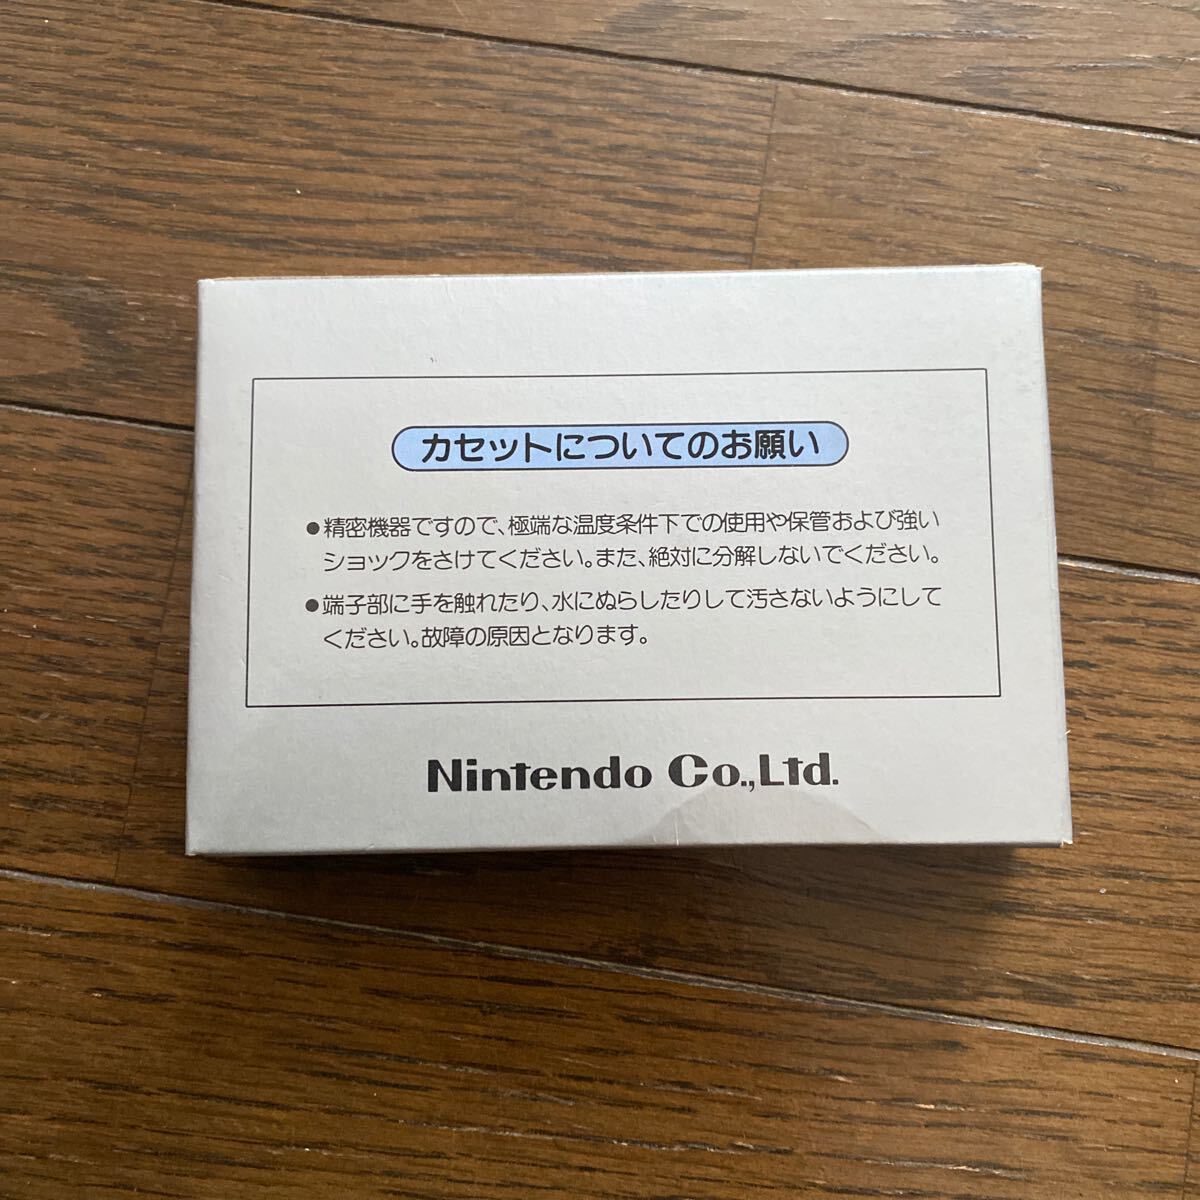 カセットについてのお願い
●精密機器ですので、極端な温度条件下での使用や保管および強い
ショックをさけてください。また、絶対に分解しないでください。
●端子部に手を触れたり、水にぬらしたりして汚さないようにして
ください。故障の原因となります。
Nintendo Co.,Ltd.